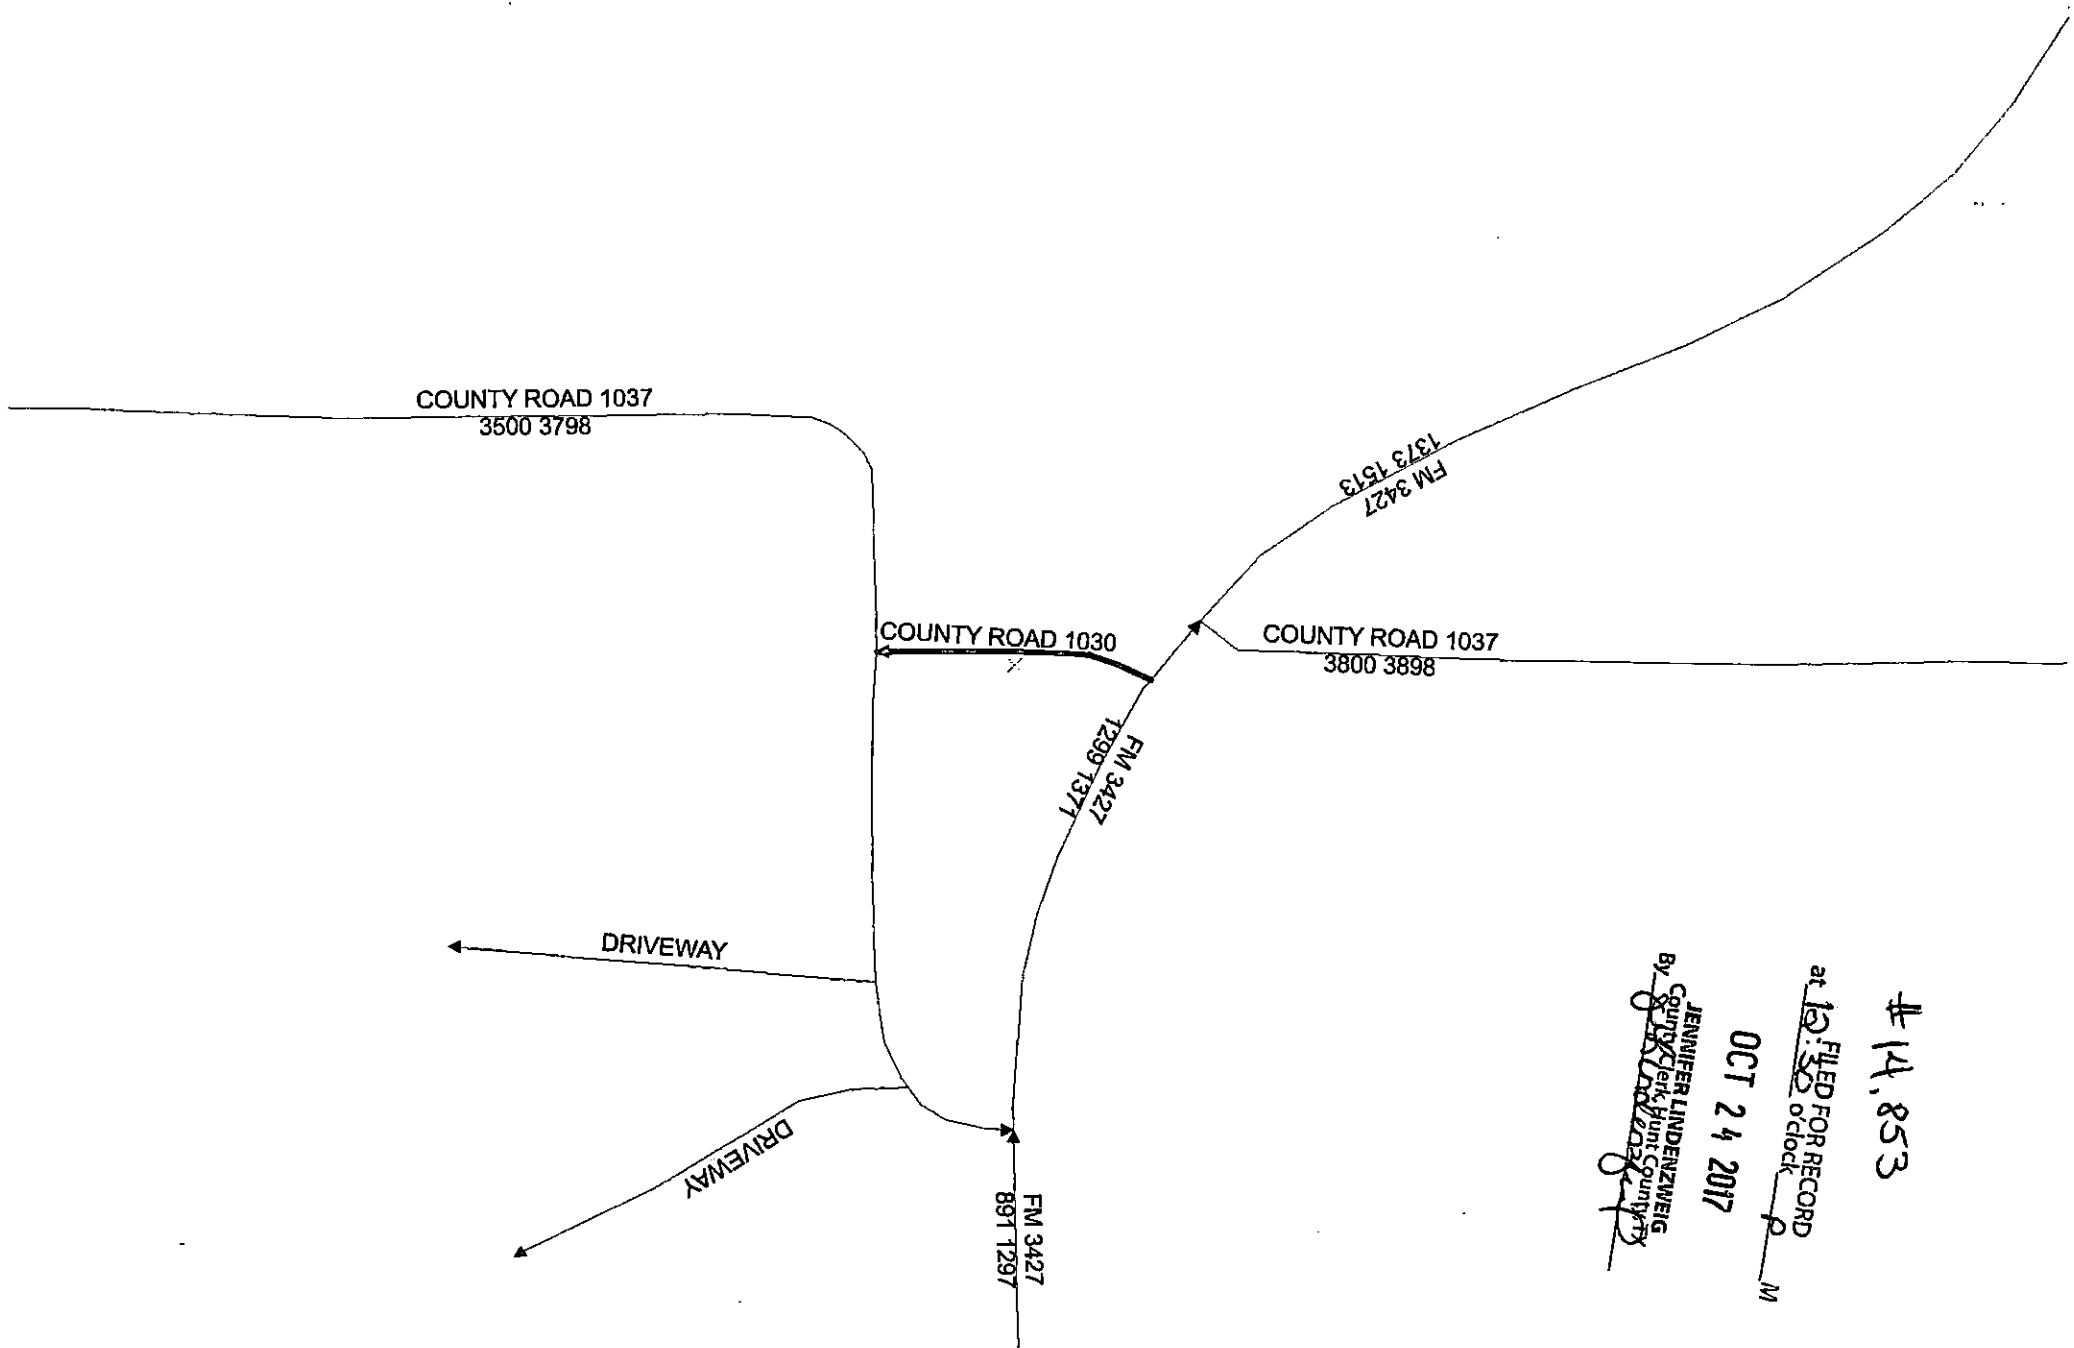 COUNTY ROAD 1037
3500 3798
1373 1513
FM 3427
COUNTY ROAD 1030
COUNTY ROAD 1037
3800 3898
FM 3427
1299 1371
DRIVEWAY
DRIVEWAY
FM 3427
891 1297
# 14,853
FILED FOR RECORD
at 12:30 o'clock P M
OCT 24 2017
JENNIFER LINDENZWEIG
County Clerk, Hunt County, TX
By